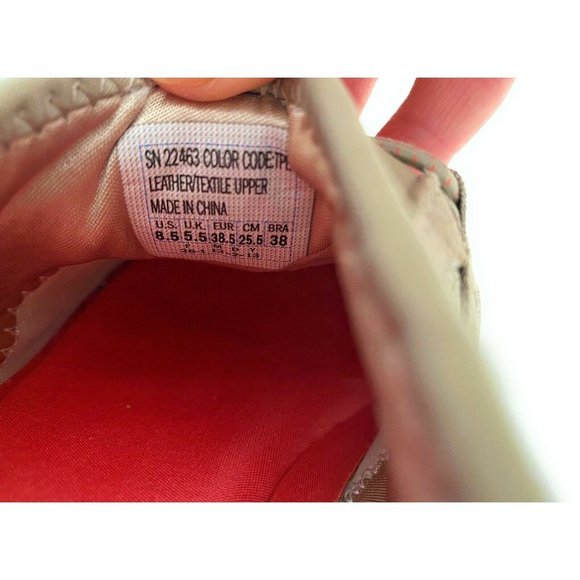 SN 22463 COLOR CODE:TPE
LEATHER/TEXTILE UPPER
MADE IN CHINA
U.S. U.K. EUR CM BRA
8.5 5.5 38.5 25.5 38